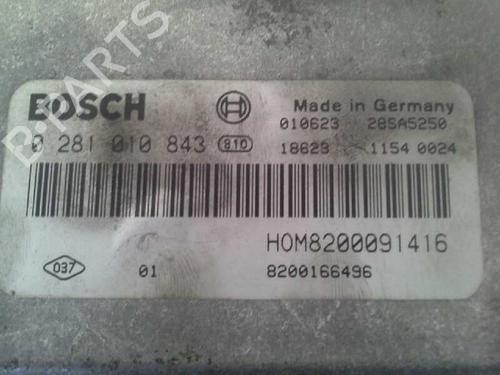 BOSCH
Made in Germany
010623 28SA5250
0 281 010 843 810
18623 1154 0024
HOM8200091416
037 01 8200166496
B-PARTS